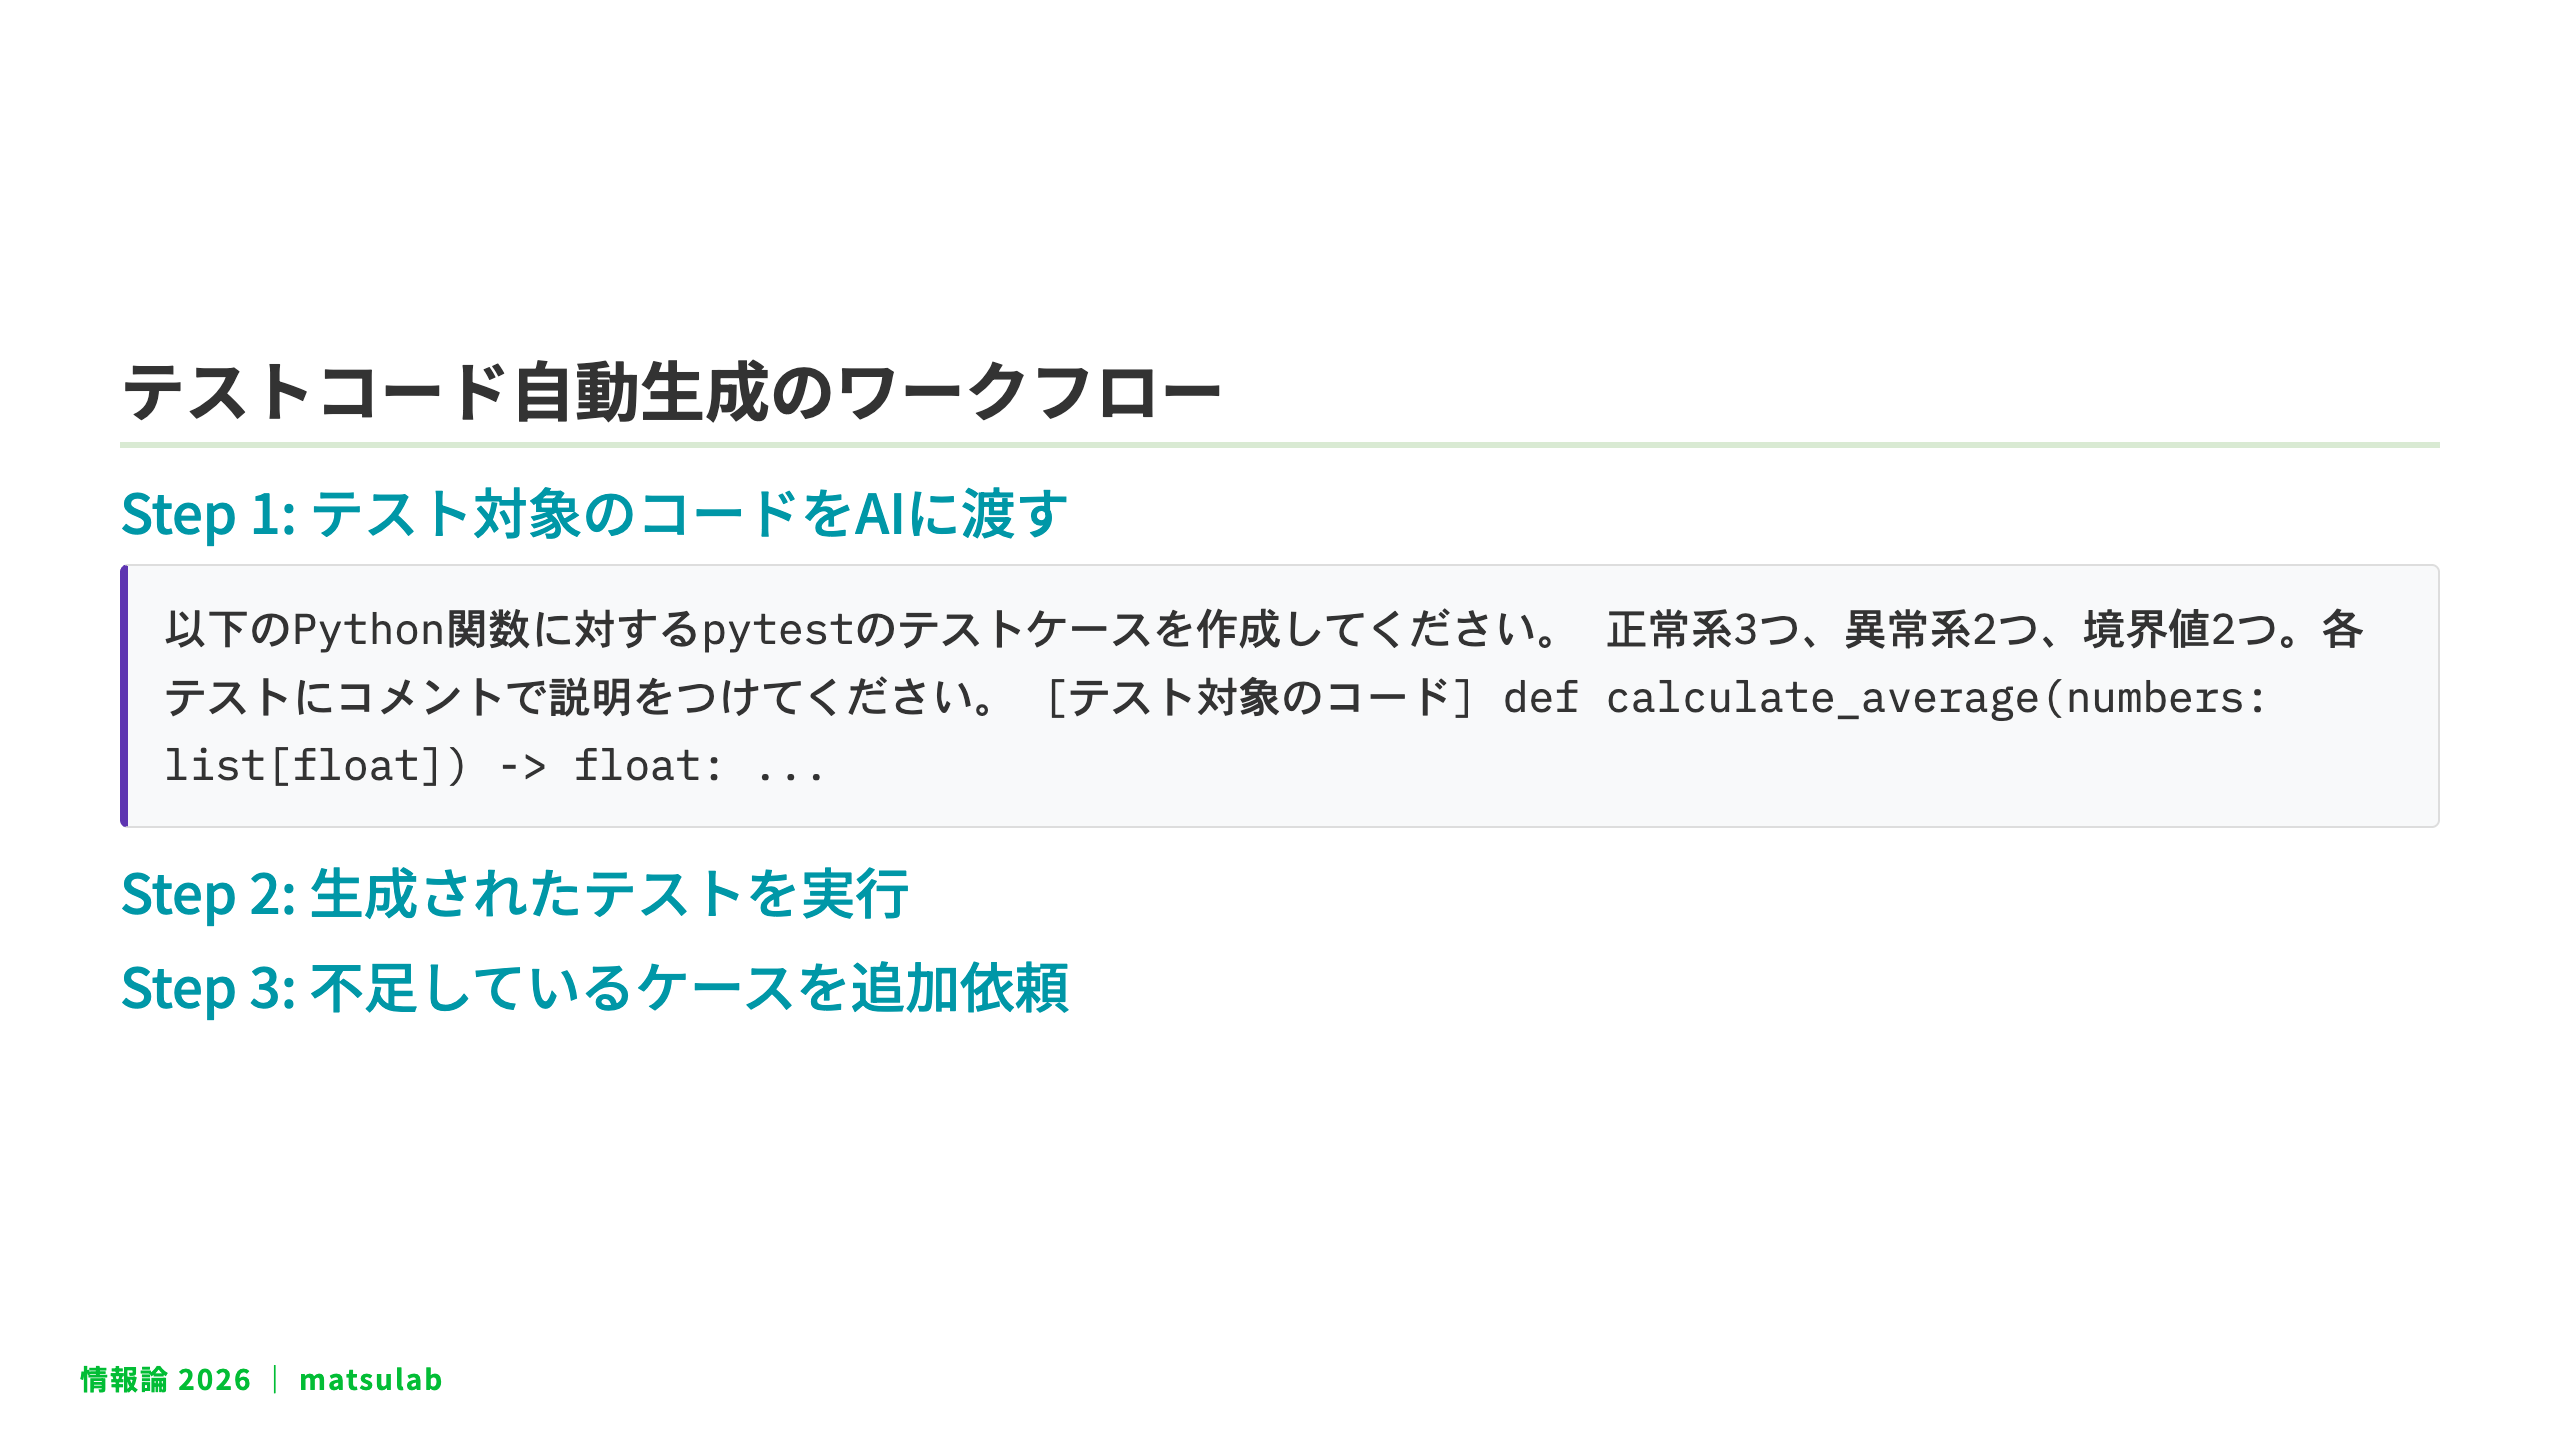 テストコード自動生成のワークフロー
Step 1: テスト対象のコードをAIに渡す
以下のPython関数に対するpytestのテストケースを作成してください。 正常系3つ、異常系2つ、境界値2つ。各
テストにコメントで説明をつけてください。 [テスト対象のコード] def calculate_average(numbers:
list[float]) -> float: ...
Step 2: 生成されたテストを実行
Step 3: 不足しているケースを追加依頼
情報論 2026 ｜ matsulab